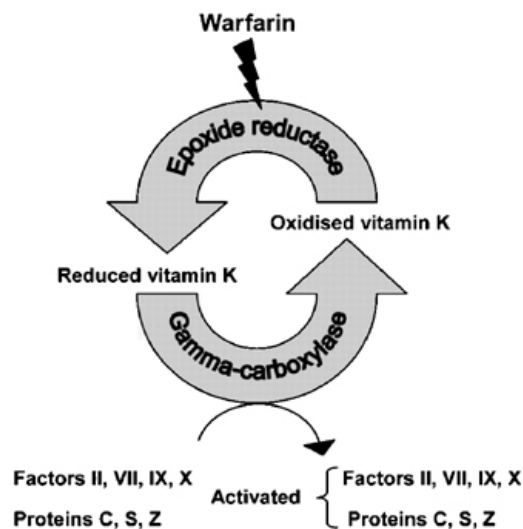 Warfarin
Epoxide reductase
Oxidised vitamin K
Reduced vitamin K
Gamma-carboxylase
Factors II, VII, IX, X
Proteins C, S, Z
Activated
Factors II, VII, IX, X
Proteins C, S, Z